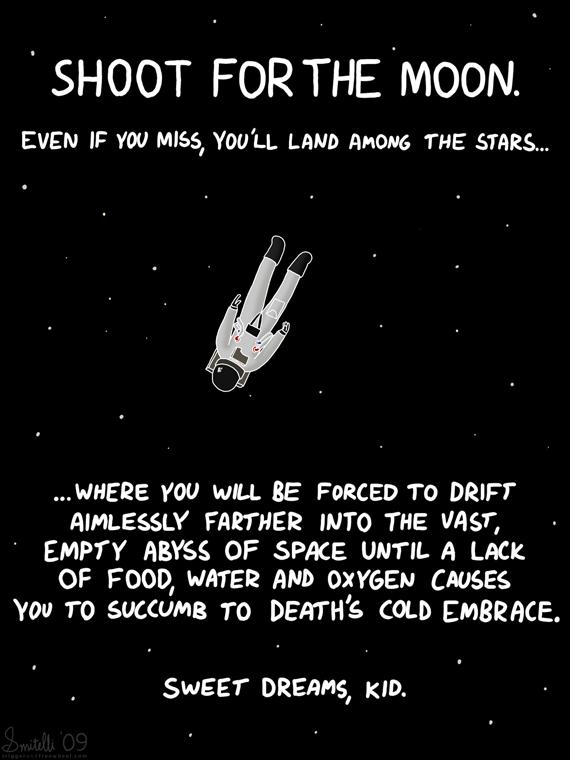 SHOOT FOR THE MOON.
EVEN IF YOU MISS, YOU'LL LAND AMONG THE STARS...
...WHERE YOU WILL BE FORCED TO DRIFT
AIMLESSLY FARTHER INTO THE VAST,
EMPTY ABYSS OF SPACE UNTIL A LACK
OF FOOD, WATER AND OXYGEN CAUSES
YOU TO SUCCUMB TO DEATH'S COLD EMBRACE.
SWEET DREAMS, KID.
Smitelli '09